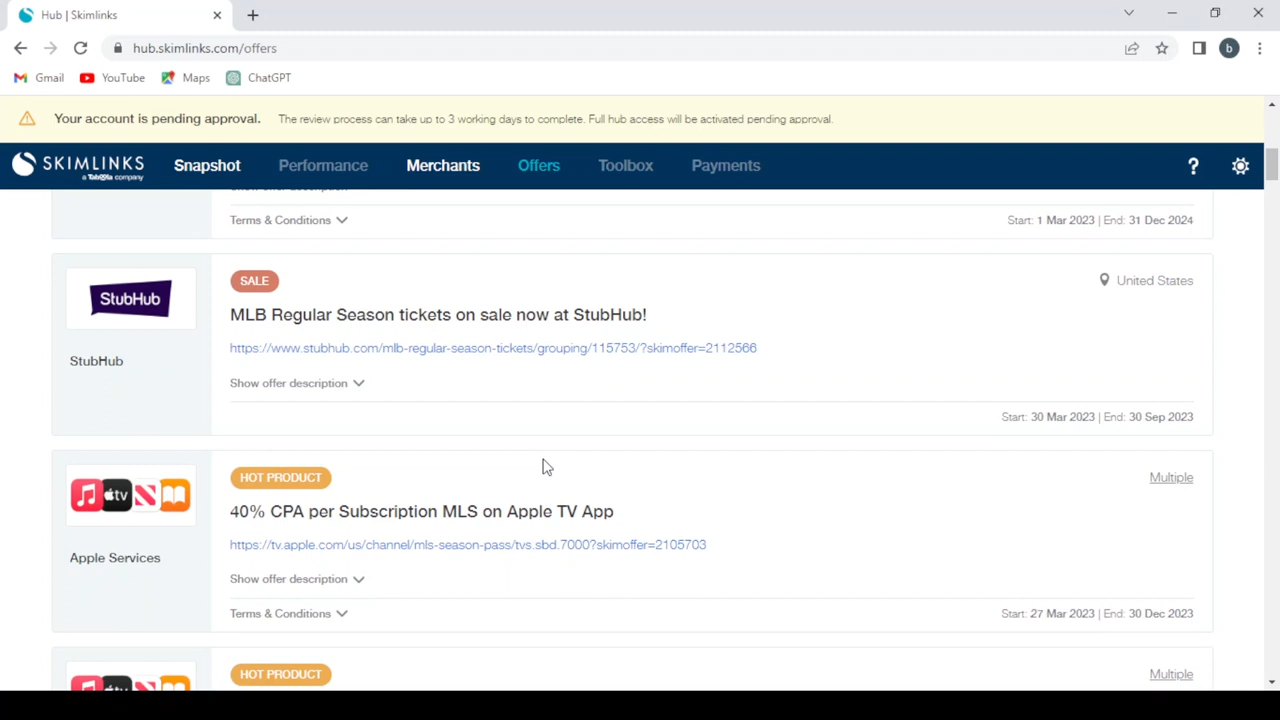 Hub | Skimlinks
hub.skimlinks.com/offers
b
Gmail YouTube Maps ChatGPT
Your account is pending approval. The review process can take up to 3 working days to complete. Full hub access will be activated pending approval.
SKIMLINKS
a Taboola company
Snapshot Performance Merchants Offers Toolbox Payments ?
Show offer description
Terms & Conditions Start: 1 Mar 2023 | End: 31 Dec 2024
StubHub
StubHub
SALE United States
MLB Regular Season tickets on sale now at StubHub!
https://www.stubhub.com/mlb-regular-season-tickets/grouping/115753/?skimoffer=2112566
Show offer description
Start: 30 Mar 2023 | End: 30 Sep 2023
tv
Apple Services
HOT PRODUCT Multiple
40% CPA per Subscription MLS on Apple TV App
https://tv.apple.com/us/channel/mls-season-pass/tvs.sbd.7000?skimoffer=2105703
Show offer description
Terms & Conditions Start: 27 Mar 2023 | End: 30 Dec 2023
HOT PRODUCT Multiple